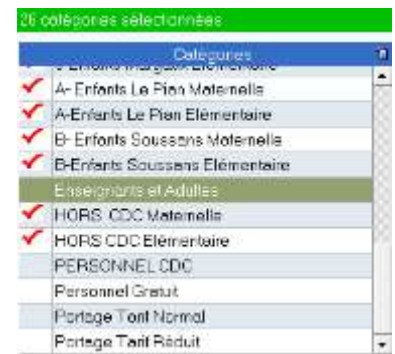 26 catégories sélectionnées
Catégories
A- Enfants Le Pian Maternelle
A-Enfants Le Pian Elémentaire
B- Enfants Soussans Maternelle
B-Enfants Soussans Elémentaire
Enseignants et Adultes
HORS CDC Maternelle
HORS CDC Elémentaire
PERSONNEL CDC
Personnel Gratuit
Portage Tarif Normal
Portage Tarif Réduit